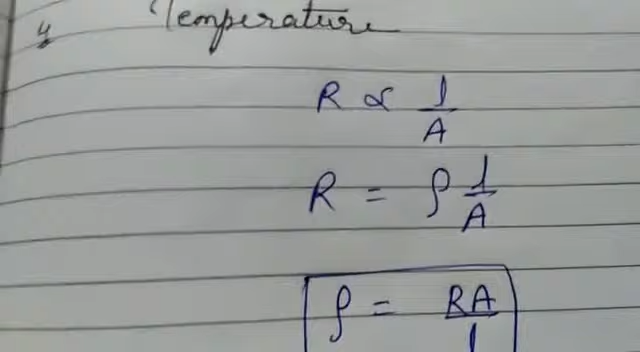 4 Temperature
R ∝ l/A
R = ρ l/A
ρ = RA/l